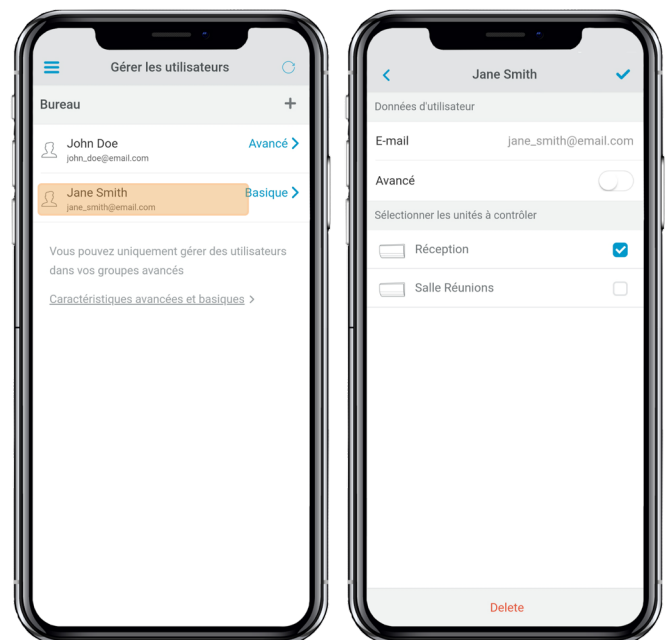 Gérer les utilisateurs
Bureau
John Doe
Avancé
john_doe@email.com
Jane Smith
Basique
jane_smith@email.com
Vous pouvez uniquement gérer des utilisateurs
dans vos groupes avancés
Caractéristiques avancées et basiques >
Jane Smith
Données d'utilisateur
E-mail
jane_smith@email.com
Avancé
Sélectionner les unités à contrôler
Réception
Salle Réunions
Delete